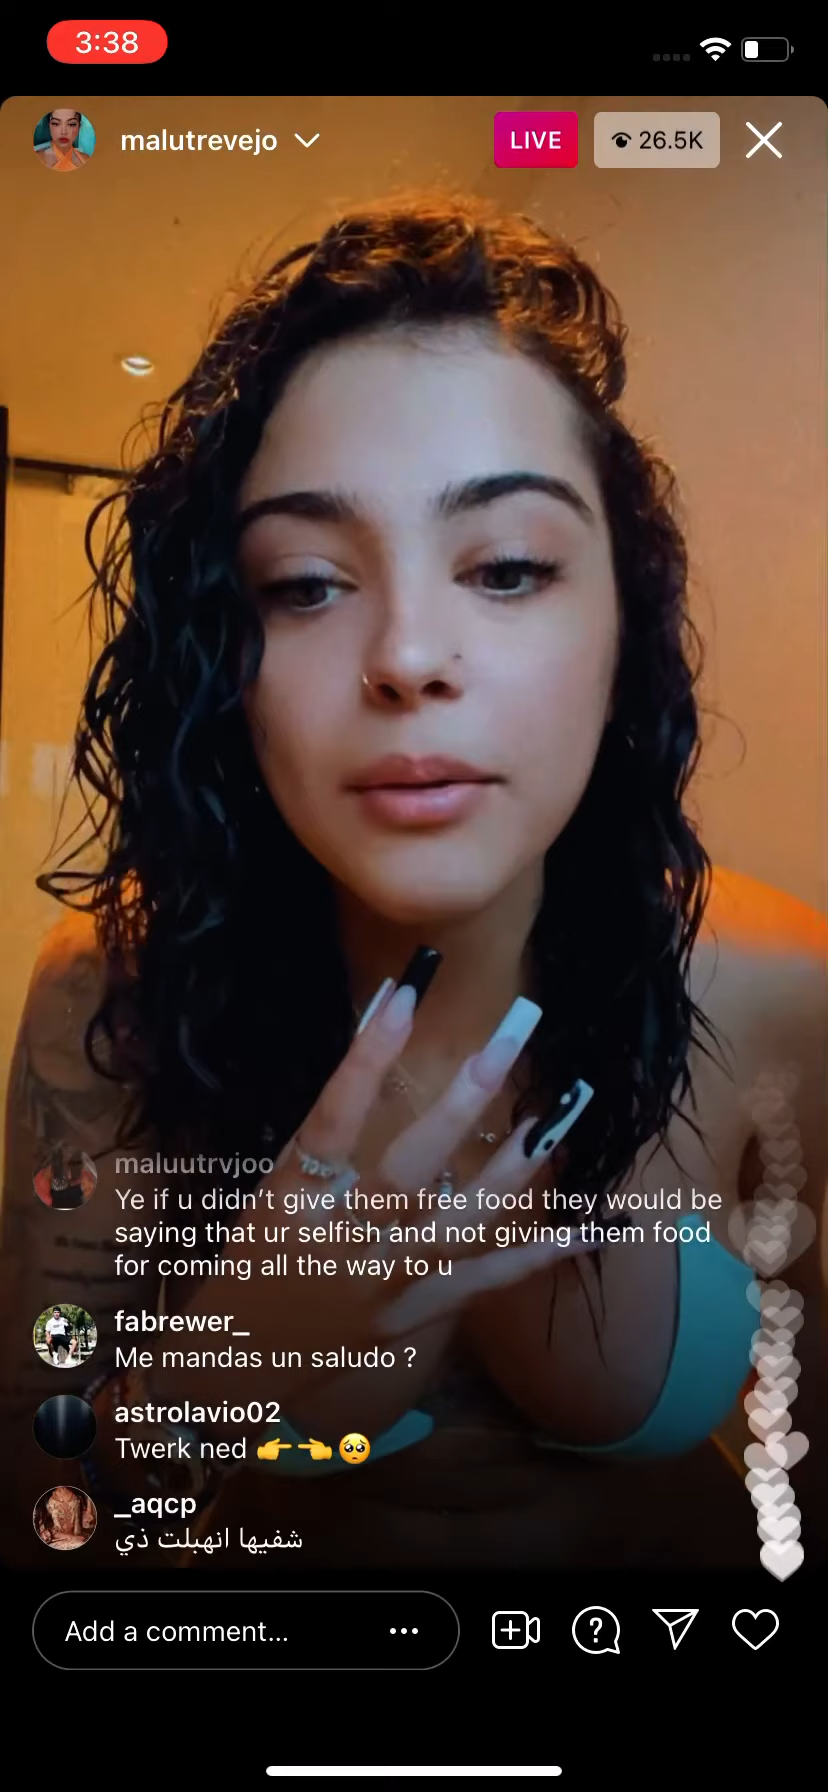 3:38
malutrevejo
LIVE
26.5K
maluutrvjoo
Ye if u didn’t give them free food they would be
saying that ur selfish and not giving them food
for coming all the way to u
fabrewer_
Me mandas un saludo ?
astrolavio02
Twerk ned 👉👈🥺
_aqcp
شفيها انهبلت ذي
Add a comment...